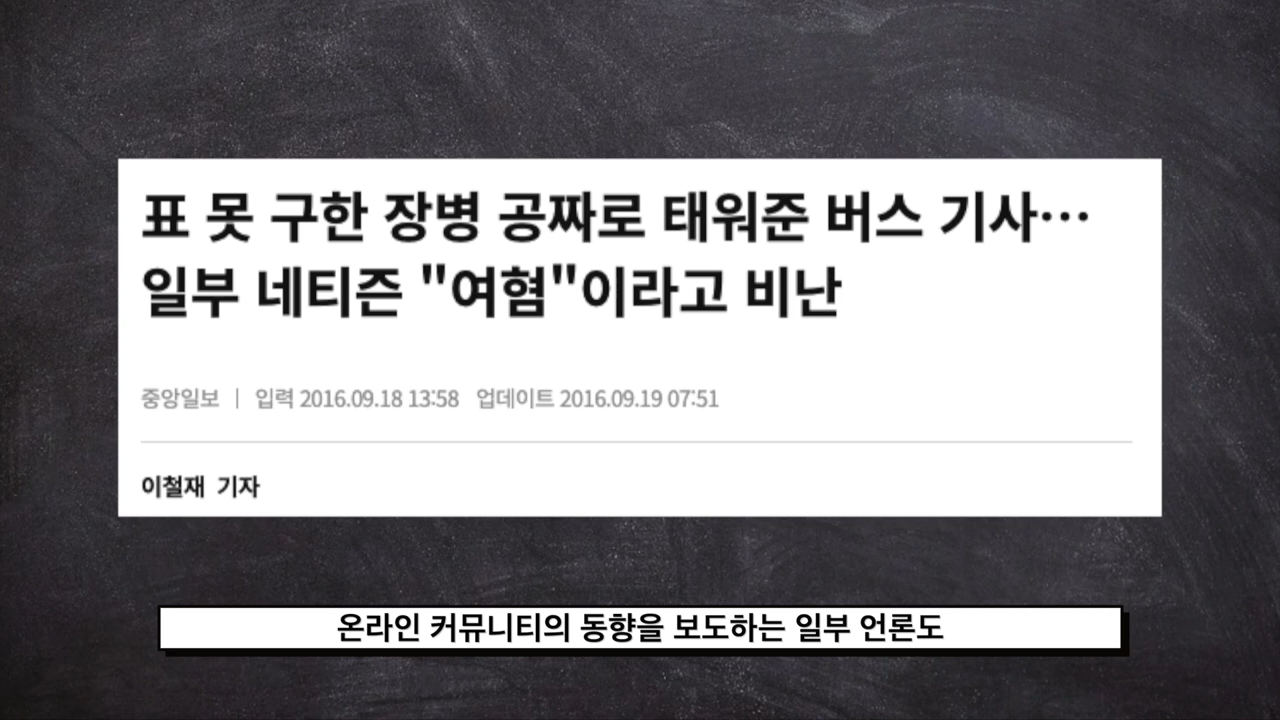 표 못 구한 장병 공짜로 태워준 버스 기사…
일부 네티즌 "여혐"이라고 비난
중앙일보 | 입력 2016.09.18 13:58 업데이트 2016.09.19 07:51
이철재 기자
온라인 커뮤니티의 동향을 보도하는 일부 언론도